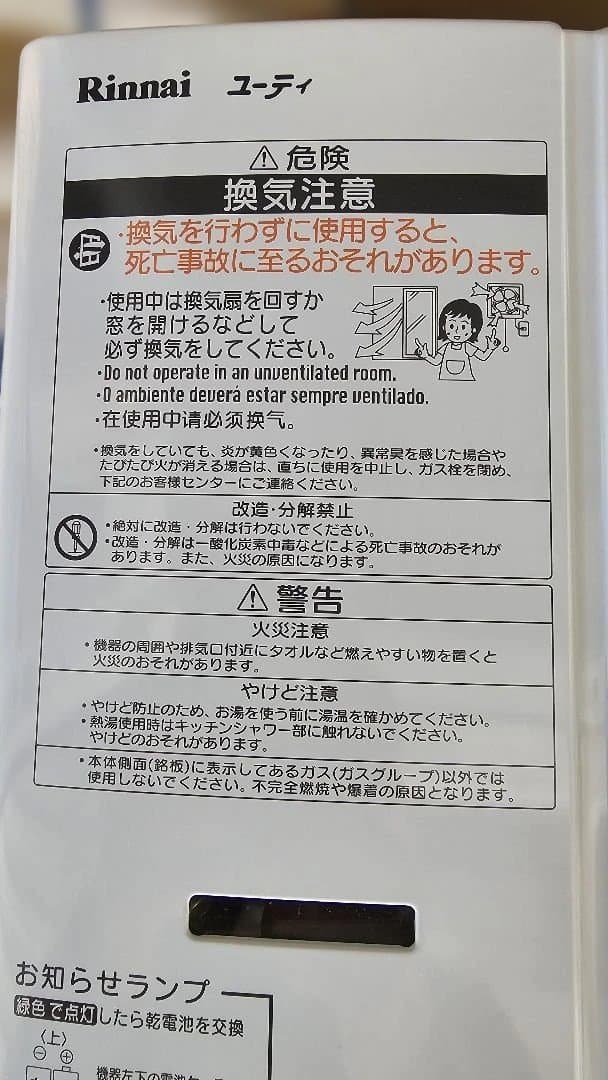 Rinnai ユーティ
⚠危険
換気注意
・換気を行わずに使用すると、
死亡事故に至るおそれがあります。
・使用中は換気扇を回すか
窓を開けるなどして
必ず換気をしてください。
・Do not operate in an unventilated room.
・O ambiente deverá estar sempre ventilado.
・在使用中请必须换气。
・換気をしていても、炎が黄色くなったり、異常臭を感じた場合や
たびたび火が消える場合は、直ちに使用を中止し、ガス栓を閉め、
下記のお客様センターにご連絡ください。
改造・分解禁止
・絶対に改造・分解は行わないでください。
・改造・分解は一酸化炭素中毒などによる死亡事故のおそれが
あります。また、火災の原因になります。
⚠警告
火災注意
・機器の周囲や排気口付近にタオルなど燃えやすい物を置くと
火災のおそれがあります。
やけど注意
・やけど防止のため、お湯を使う前に湯温を確かめてください。
・熱湯使用時はキッチンシャワー部に触れないでください。
やけどのおそれがあります。
・本体側面(銘板)に表示してあるガス(ガスグループ)以外では
使用しないでください。不完全燃焼や爆着の原因となります。
お知らせランプ
緑色で点灯したら乾電池を交換
〈上〉
⊖ ⊕
機器左下の電池ケ